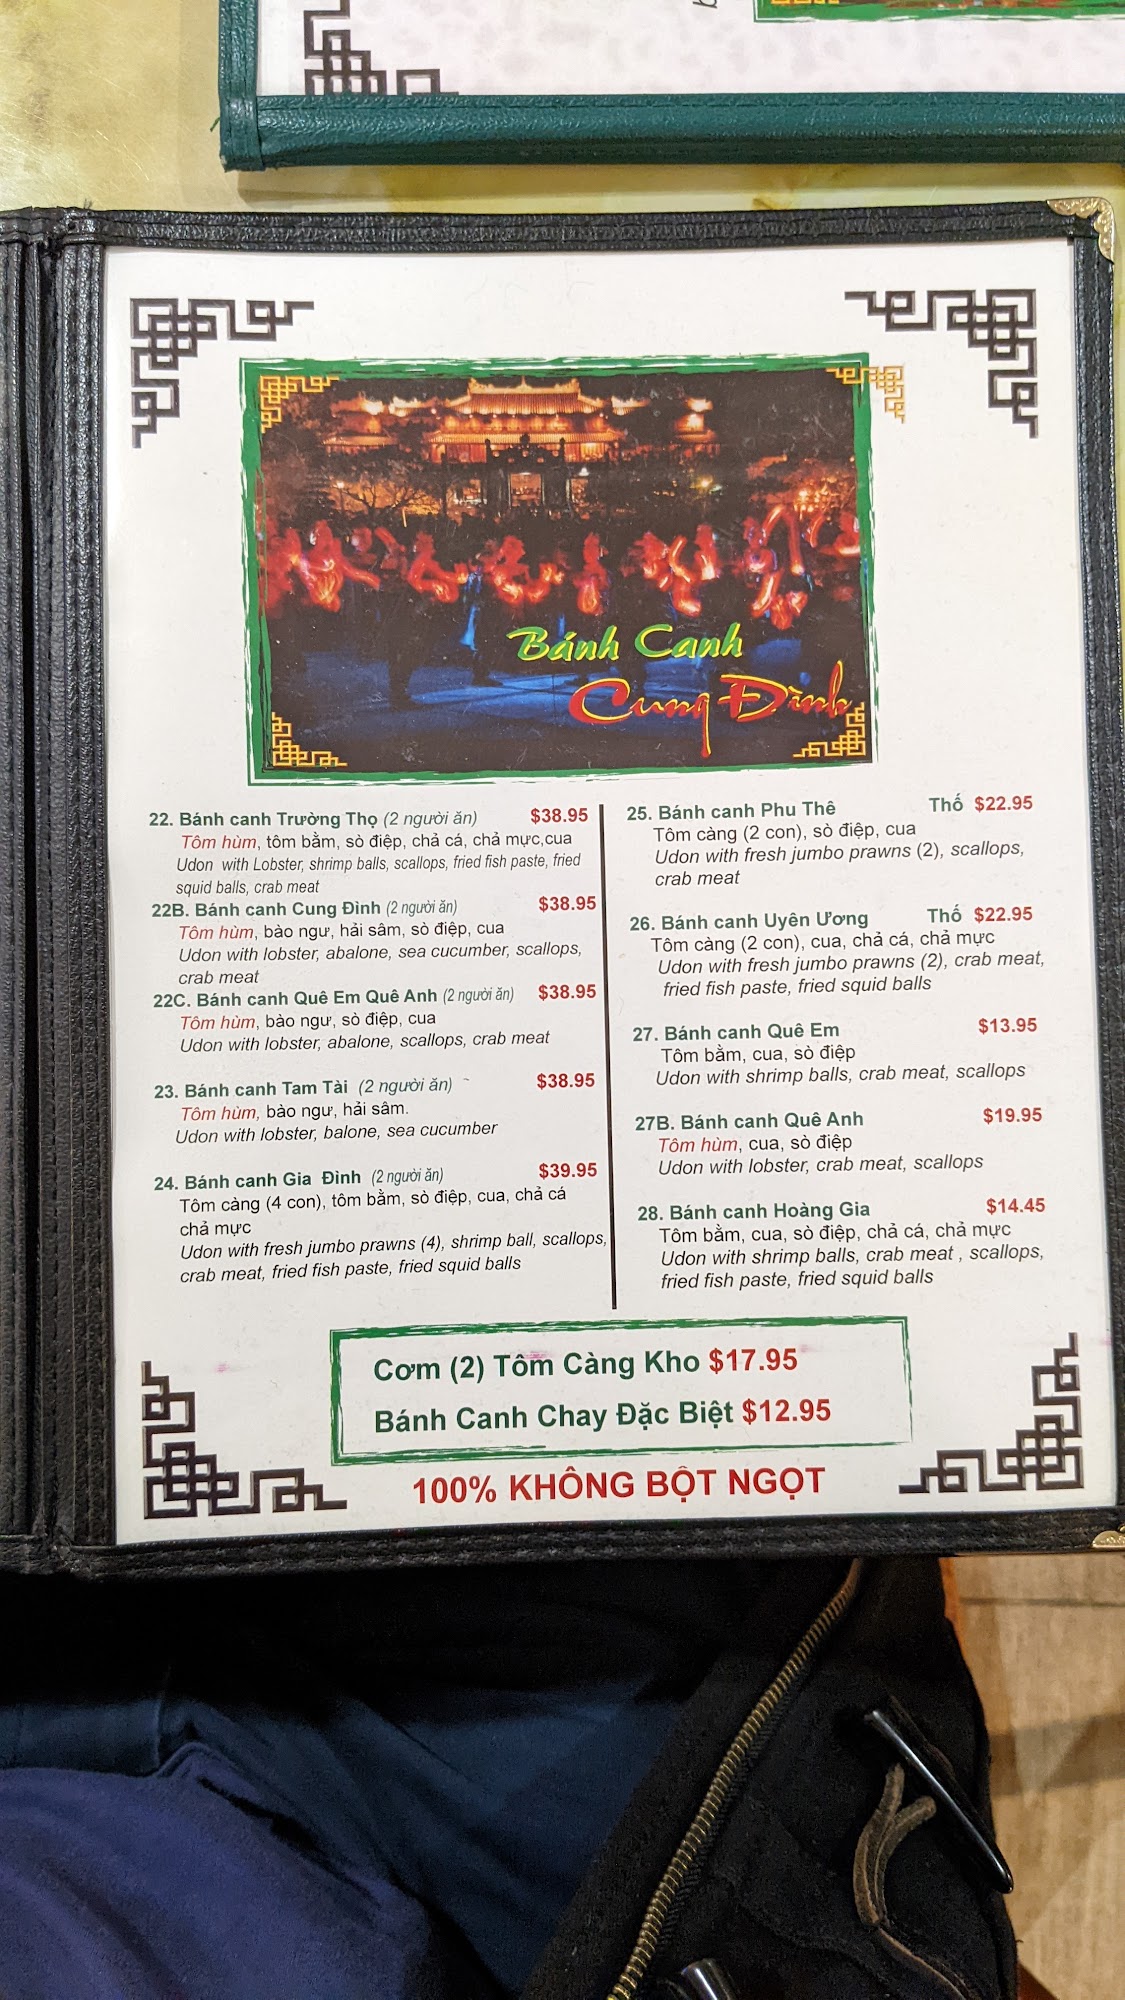 Bánh Canh
Cung Đình
22. Bánh canh Trường Thọ (2 người ăn) $38.95
Tôm hùm, tôm bằm, sò điệp, chả cá, chả mực,cua
Udon with Lobster, shrimp balls, scallops, fried fish paste, fried
squid balls, crab meat
22B. Bánh canh Cung Đình (2 người ăn) $38.95
Tôm hùm, bào ngư, hải sâm, sò điệp, cua
Udon with lobster, abalone, sea cucumber, scallops,
crab meat
22C. Bánh canh Quê Em Quê Anh (2 người ăn) $38.95
Tôm hùm, bào ngư, sò điệp, cua
Udon with lobster, abalone, scallops, crab meat
23. Bánh canh Tam Tài (2 người ăn) $38.95
Tôm hùm, bào ngư, hải sâm.
Udon with lobster, balone, sea cucumber
24. Bánh canh Gia Đình (2 người ăn) $39.95
Tôm càng (4 con), tôm bằm, sò điệp, cua, chả cá
chả mực
Udon with fresh jumbo prawns (4), shrimp ball, scallops,
crab meat, fried fish paste, fried squid balls
25. Bánh canh Phu Thê Thố $22.95
Tôm càng (2 con), sò điệp, cua
Udon with fresh jumbo prawns (2), scallops,
crab meat
26. Bánh canh Uyên Ương Thố $22.95
Tôm càng (2 con), cua, chả cá, chả mực
Udon with fresh jumbo prawns (2), crab meat,
fried fish paste, fried squid balls
27. Bánh canh Quê Em $13.95
Tôm bằm, cua, sò điệp
Udon with shrimp balls, crab meat, scallops
27B. Bánh canh Quê Anh $19.95
Tôm hùm, cua, sò điệp
Udon with lobster, crab meat, scallops
28. Bánh canh Hoàng Gia $14.45
Tôm bằm, cua, sò điệp, chả cá, chả mực
Udon with shrimp balls, crab meat , scallops,
fried fish paste, fried squid balls
Cơm (2) Tôm Càng Kho $17.95
Bánh Canh Chay Đặc Biệt $12.95
100% KHÔNG BỘT NGỌT